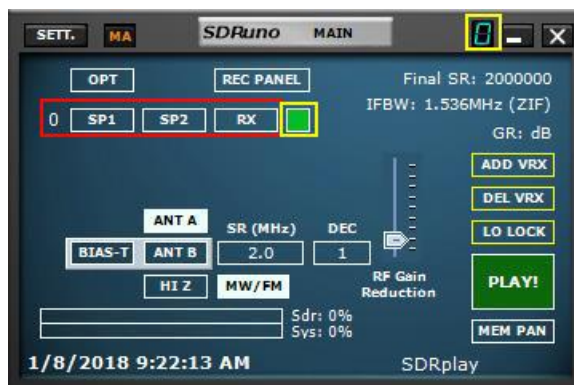 SETT. MA SDRuno MAIN 0
OPT REC PANEL Final SR: 2000000
IFBW: 1.536MHz (ZIF)
0 SP1 SP2 RX
GR: dB
ADD VRX
DEL VRX
ANT A SR (MHz) DEC LO LOCK
BIAS-T ANT B 2.0 1
HI Z MW/FM RF Gain
Reduction
PLAY!
Sdr: 0%
Sys: 0%
MEM PAN
1/8/2018 9:22:13 AM SDRplay